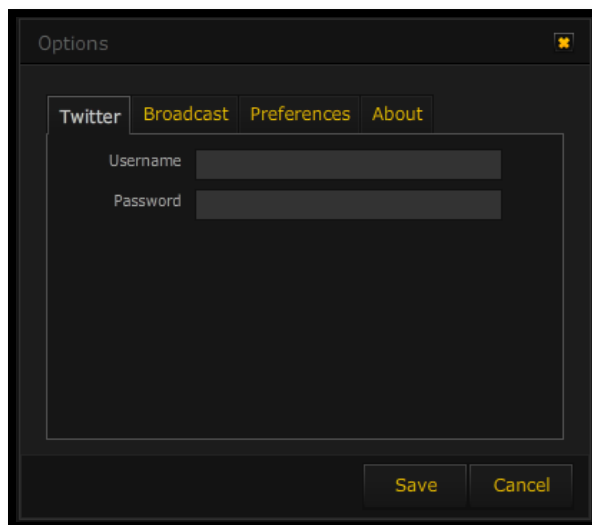 Options
Twitter Broadcast Preferences About
Username
Password
Save Cancel